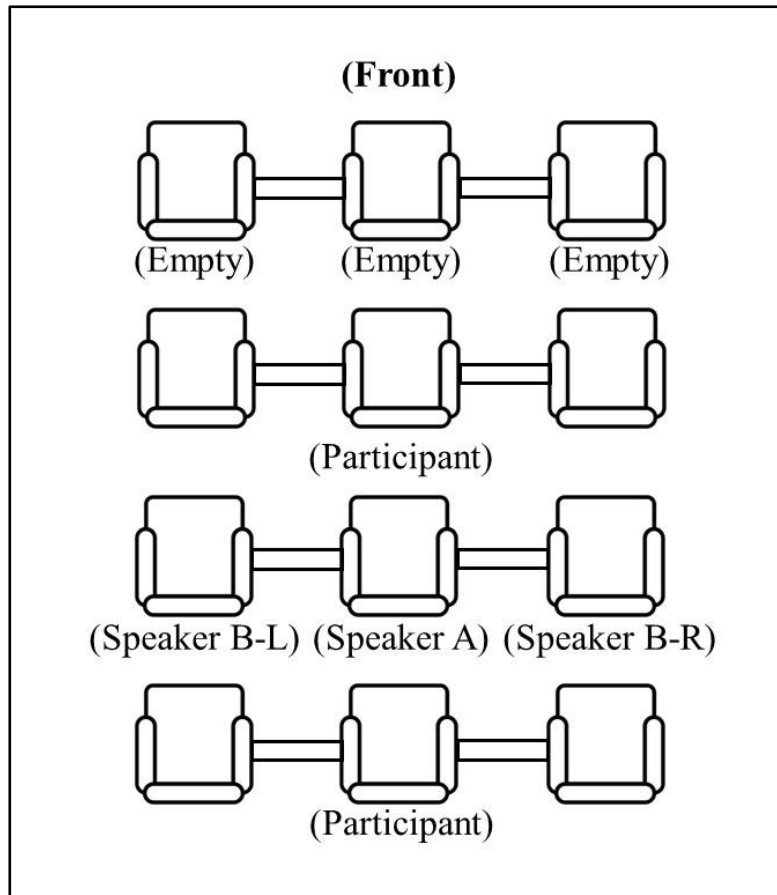 (Front)
(Empty) (Empty) (Empty)
(Participant)
(Speaker B-L) (Speaker A) (Speaker B-R)
(Participant)